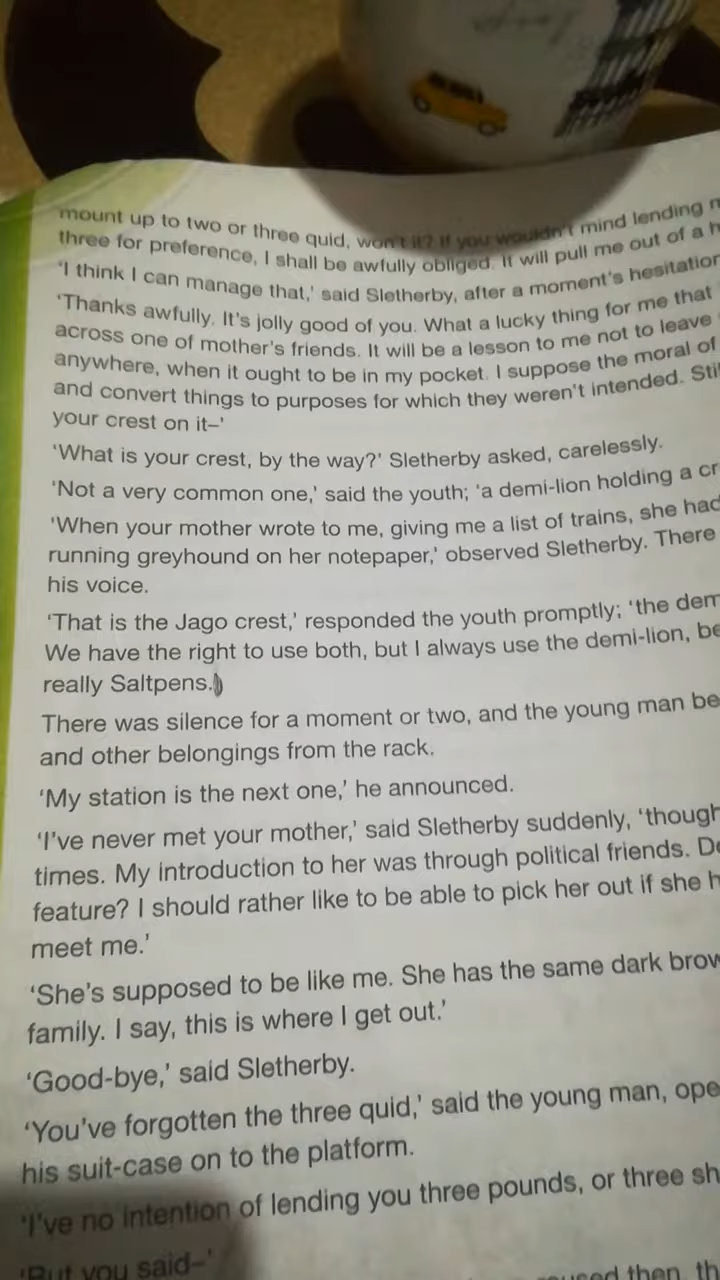 mount up to two or three quid, won't it? If you wouldn't mind lending
three for preference, I shall be awfully obliged. It will pull me out of a
'I think I can manage that,' said Sletherby, after a moment's hesitation
'Thanks awfully. It's jolly good of you. What a lucky thing for me that
across one of mother's friends. It will be a lesson to me not to leave
anywhere, when it ought to be in my pocket. I suppose the moral of
and convert things to purposes for which they weren't intended.
your crest on it–'
'What is your crest, by the way?' Sletherby asked, carelessly.
'Not a very common one,' said the youth; 'a demi-lion holding a
'When your mother wrote to me, giving me a list of trains, she had
running greyhound on her notepaper,' observed Sletherby. There
his voice.
'That is the Jago crest,' responded the youth promptly; 'the
We have the right to use both, but I always use the demi-lion,
really Saltpens.
There was silence for a moment or two, and the young man
and other belongings from the rack.
'My station is the next one,' he announced.
'I've never met your mother,' said Sletherby suddenly,
times. My introduction to her was through political friends.
feature? I should rather like to be able to pick her out if she
meet me.'
'She's supposed to be like me. She has the same dark
family. I say, this is where I get out.'
'Good-bye,' said Sletherby.
'You've forgotten the three quid,' said the young man,
his suit-case on to the platform.
'I've no intention of lending you three pounds, or three
'But you said–' then,